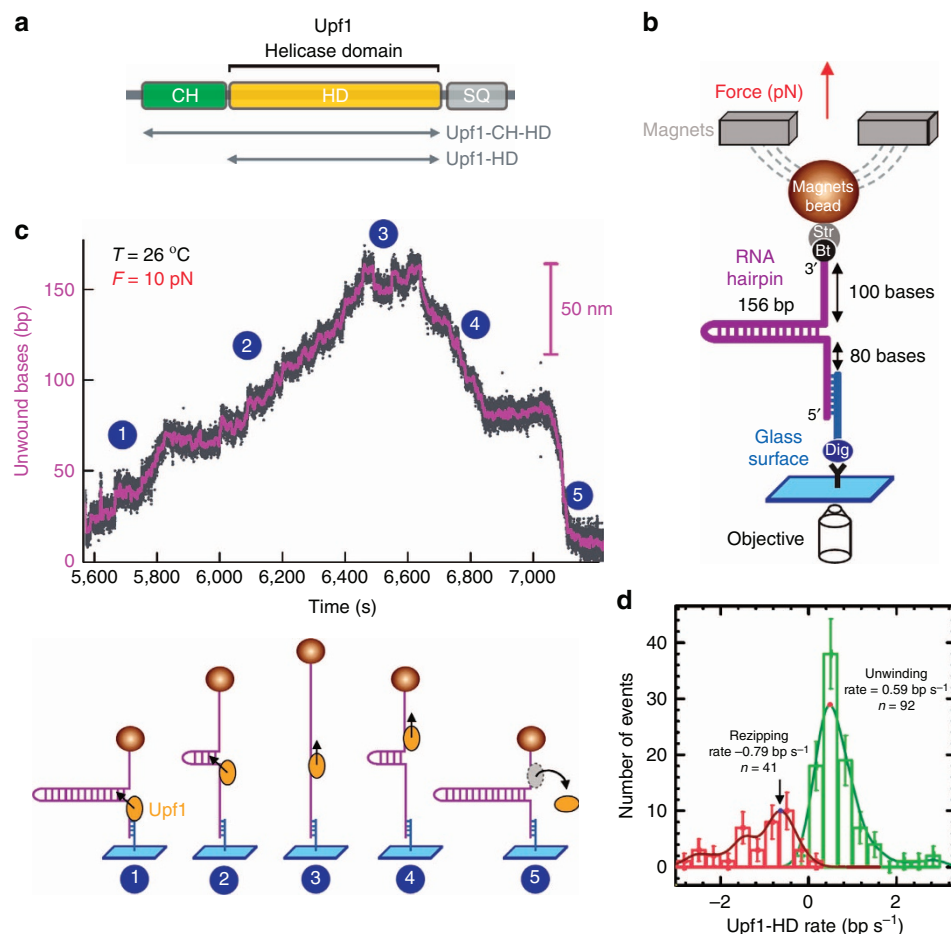 a
Upf1
Helicase domain
CH
HD
SQ
Upf1-CH-HD
Upf1-HD
b
Force (pN)
Magnets
Magnets
bead
Str
Bt
3′
RNA
hairpin
156 bp
100 bases
80 bases
5′
Glass
surface
Dig
Objective
c
T = 26 °C
F = 10 pN
Unwound bases (bp)
150
100
50
0
1
2
3
4
5
50 nm
5,600 5,800 6,000 6,200 6,400 6,600 6,800 7,000
Time (s)
Upf1
1
2
3
4
5
d
Number of events
40
30
20
10
0
Unwinding
rate = 0.59 bp s⁻¹
n = 92
Rezipping
rate –0.79 bp s⁻¹
n = 41
−2 0 2
Upf1-HD rate (bp s⁻¹)